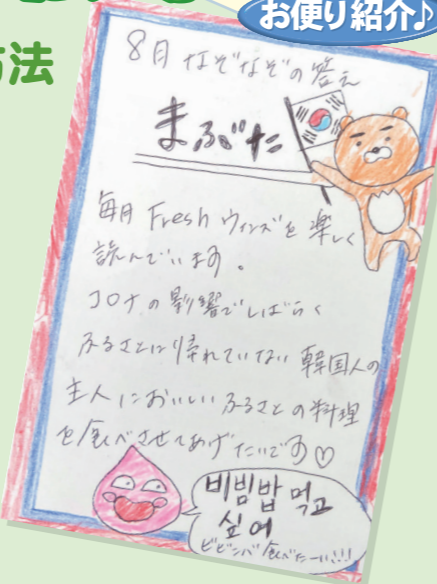 お便り紹介♪
方法
8月 なぞなぞの答え
まぶた
毎月 Fresh ウィンズを楽しく
読んでいます。
コロナの影響でしばらく
ふるさとに帰れていない 韓国人の
主人においしいふるさとの料理
を食べさせてあげたいです♡
비빔밥 먹고
싶어
ビビンバ食べたーい!!!